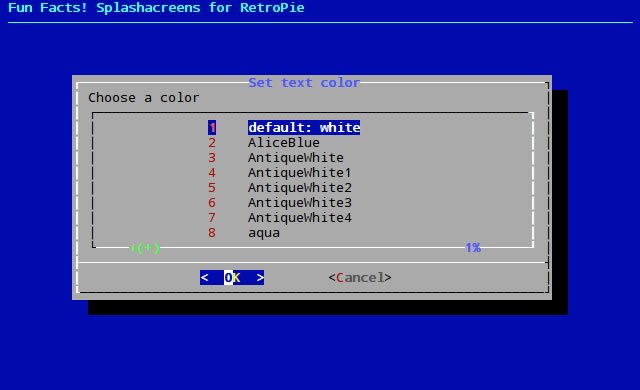 Fun Facts! Splashacreens for RetroPie
Set text color
Choose a color
1 default: white
2 AliceBlue
3 AntiqueWhite
4 AntiqueWhite1
5 AntiqueWhite2
6 AntiqueWhite3
7 AntiqueWhite4
8 aqua
↓(+) 1%
< OK > <Cancel>